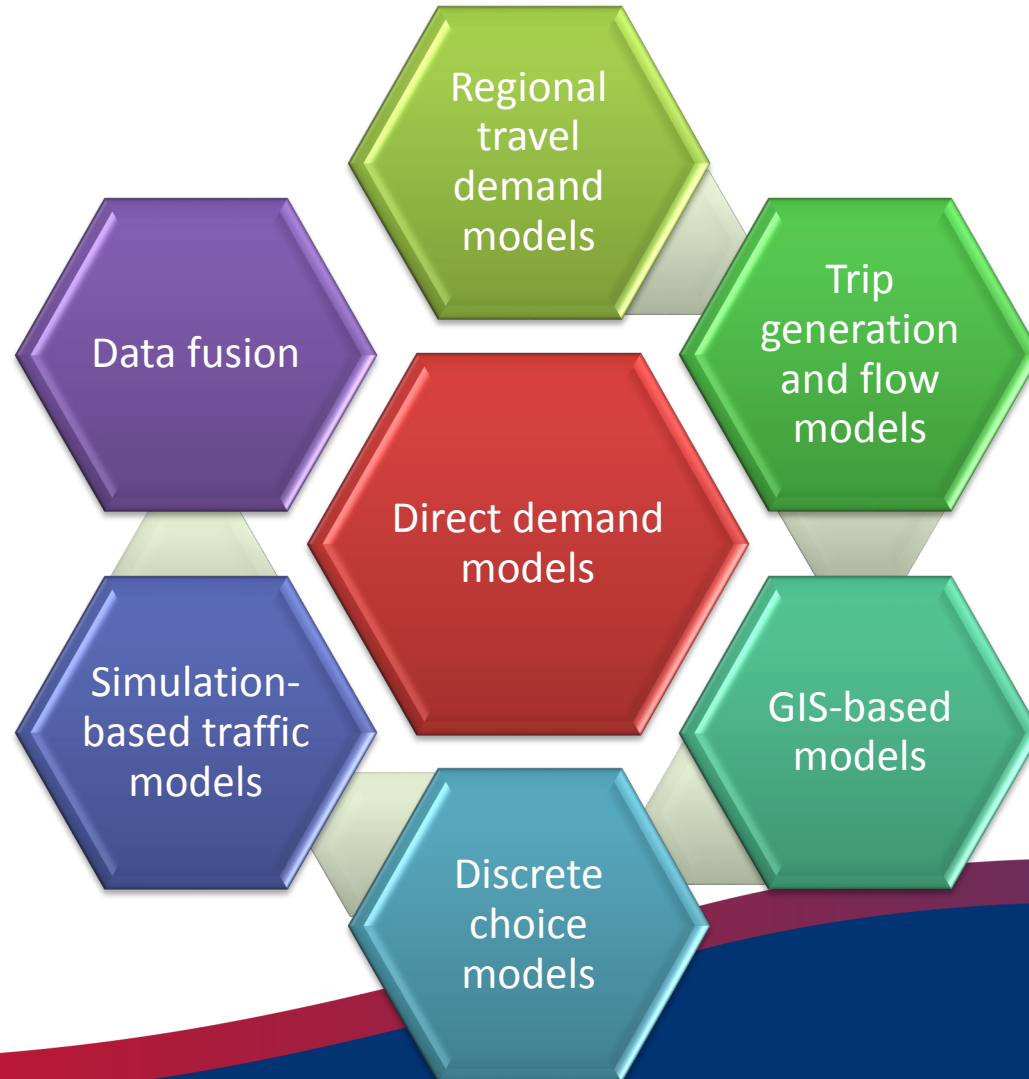 Regional
travel
demand
models
Trip
generation
and flow
models
Data fusion
Direct demand
models
Simulation-
based traffic
models
GIS-based
models
Discrete
choice
models